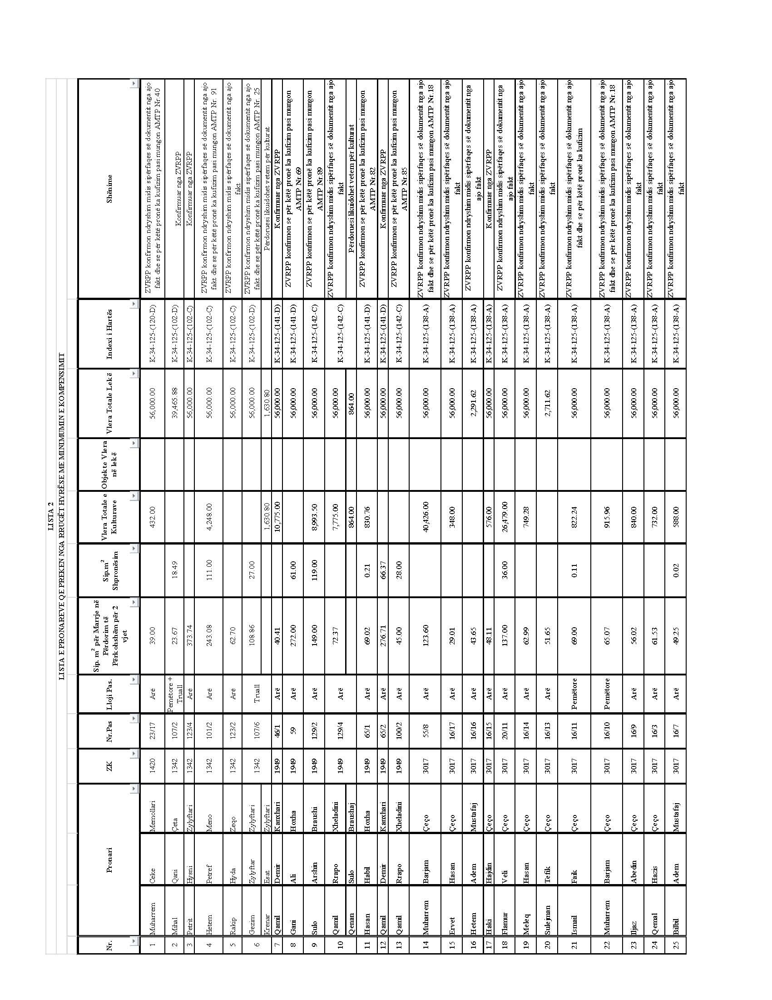 LISTA 2
LISTA E PRONAREVE QE PREKEN NGA RRUGËT HYRËSE ME MINIMUMIN E KOMPENSIMIT
Nr. Pronari ZK Nr.Pas Lloji Pas. Sip. m² për Marrje në Përdorim të Përkohshëm për 2 vjet Sip.m² Shpronësim Vlera Totale e Kulturave Objekte Vlera në lekë Vlera Totale Lekë Indexi i Hartës Shënime
1 Muharrem Ceke Memollari 1420 23/17 Arë 39.00 432.00 56,000.00 K-34-125-(120-D) ZVRPP konfirmon ndryshim midis sipërfaqes së dokumentit nga ajo
fakt dhe se për këtë pronë ka kufizim pasi mungon AMTP Nr.40
2 Mihal Qani Çeta 1342 107/2 Pemëtore + Truall 23.67 18.49 39,465.88 K-34-125-(102-D) Konfirmuar nga ZVRPP
3 Petrit Hysni Zylyftari 1342 123/4 Arë 373.74 56,000.00 K-34-125-(102-C) Konfirmuar nga ZVRPP
4 Hetem Petref Meno 1342 101/2 Arë 243.08 111.00 4,248.00 56,000.00 K-34-125-(102-C) ZVRPP konfirmon ndryshim midis sipërfaqes së dokumentit nga ajo
fakt dhe se për këtë pronë ka kufizim pasi mungon AMTP Nr. 91
5 Rakip Hyda Zeqo 1342 123/2 Arë 62.70 56,000.00 K-34-125-(102-C) ZVRPP konfirmon ndryshim midis sipërfaqes së dokumentit nga ajo
fakt
6 Gezim Zylyftar Zylyftari 1342 107/6 Truall 108.86 27.00 56,000.00 K-34-125-(102-D) ZVRPP konfirmon ndryshim midis sipërfaqes së dokumentit nga ajo
fakt dhe se për këtë pronë ka kufizim pasi mungon AMTP Nr. 25
Krenar Esat Zylyftari 1,630.80 1,630.80 Përdoruesi likuidohet vetem për kulturat
7 Qamil Demir Kanxhari 1949 46/1 Arë 40.41 10,775.00 56,000.00 K-34-125-(141-D) Konfirmuar nga ZVRPP
8 Gani Ali Hoxha 1949 59 Arë 272.00 61.00 56,000.00 K-34-125-(141-D) ZVRPP konfirmon se për këtë pronë ka kufizim pasi mungon
AMTP Nr.69
9 Sulo Arshin Braushi 1949 129/2 Arë 149.00 119.00 8,993.50 56,000.00 K-34-125-(142-C) ZVRPP konfirmon se për këtë pronë ka kufizim pasi mungon
AMTP Nr.89
10 Qamil Rrapo Xheladini 1949 129/4 Arë 72.37 7,775.00 56,000.00 K-34-125-(142-C) ZVRPP konfirmon ndryshim midis sipërfaqes së dokumentit nga ajo
fakt
Qenan Sulo Braushaj 864.00 864.00 Përdoruesi likuidohet vetem për kulturat
11 Hasan Habil Hoxha 1949 65/1 Arë 69.02 0.21 830.76 56,000.00 K-34-125-(141-D) ZVRPP konfirmon se për këtë pronë ka kufizim pasi mungon
AMTP Nr.82
12 Qamil Demir Kanxhari 1949 65/2 Arë 276.71 66.37 56,000.00 K-34-125-(141-D) Konfirmuar nga ZVRPP
13 Qamil Rrapo Xheladini 1949 100/2 Arë 45.00 28.00 56,000.00 K-34-125-(142-C) ZVRPP konfirmon se për këtë pronë ka kufizim pasi mungon
AMTP Nr.85
14 Muharrem Barjam Çeço 3017 55/8 Arë 123.60 40,426.00 56,000.00 K-34-125-(138-A) ZVRPP konfirmon ndryshim midis sipërfaqes së dokumentit nga ajo
fakt dhe se për këtë pronë ka kufizim pasi mungon AMTP Nr.18
15 Ervet Hasan Çeço 3017 16/17 Arë 29.01 348.00 56,000.00 K-34-125-(138-A) ZVRPP konfirmon ndryshim midis sipërfaqes së dokumentit nga ajo
fakt
16 Hetem Adem Mustafaj 3017 16/16 Arë 43.65 2,291.62 K-34-125-(138-A) ZVRPP konfirmon ndryshim midis sipërfaqes së dokumentit nga
ajo fakt
17 Haki Hajdin Çeço 3017 16/15 Arë 48.11 576.00 56,000.00 K-34-125-(138-A) Konfirmuar nga ZVRPP
18 Flamur Veli Çeço 3017 20/11 Arë 137.00 36.00 26,479.00 56,000.00 K-34-125-(138-A) ZVRPP konfirmon ndryshim midis sipërfaqes së dokumentit nga
ajo fakt
19 Meleq Hasan Çeço 3017 16/14 Arë 62.99 749.28 56,000.00 K-34-125-(138-A) ZVRPP konfirmon ndryshim midis sipërfaqes së dokumentit nga ajo
fakt
20 Sulejman Tefik Çeço 3017 16/13 Arë 51.65 2,711.62 K-34-125-(138-A) ZVRPP konfirmon ndryshim midis sipërfaqes së dokumentit nga ajo
fakt
21 Ismail Faik Çeço 3017 16/11 Pemëtore 69.00 0.11 822.24 56,000.00 K-34-125-(138-A) ZVRPP konfirmon ndryshim midis sipërfaqes së dokumentit nga ajo
fakt dhe se për këtë pronë ka kufizim
22 Muharrem Barjam Çeço 3017 16/10 Pemëtore 65.07 915.96 56,000.00 K-34-125-(138-A) ZVRPP konfirmon ndryshim midis sipërfaqes së dokumentit nga ajo
fakt dhe se për këtë pronë ka kufizim pasi mungon AMTP Nr.18
23 Iljaz Abedin Çeço 3017 16/9 Arë 56.02 840.00 56,000.00 K-34-125-(138-A) ZVRPP konfirmon ndryshim midis sipërfaqes së dokumentit nga ajo
fakt
24 Qemal Hazis Çeço 3017 16/3 Arë 61.53 732.00 56,000.00 K-34-125-(138-A) ZVRPP konfirmon ndryshim midis sipërfaqes së dokumentit nga ajo
fakt
25 Bilbil Adem Mustafaj 3017 16/7 Arë 49.25 0.02 588.00 56,000.00 K-34-125-(138-A) ZVRPP konfirmon ndryshim midis sipërfaqes së dokumentit nga ajo
fakt